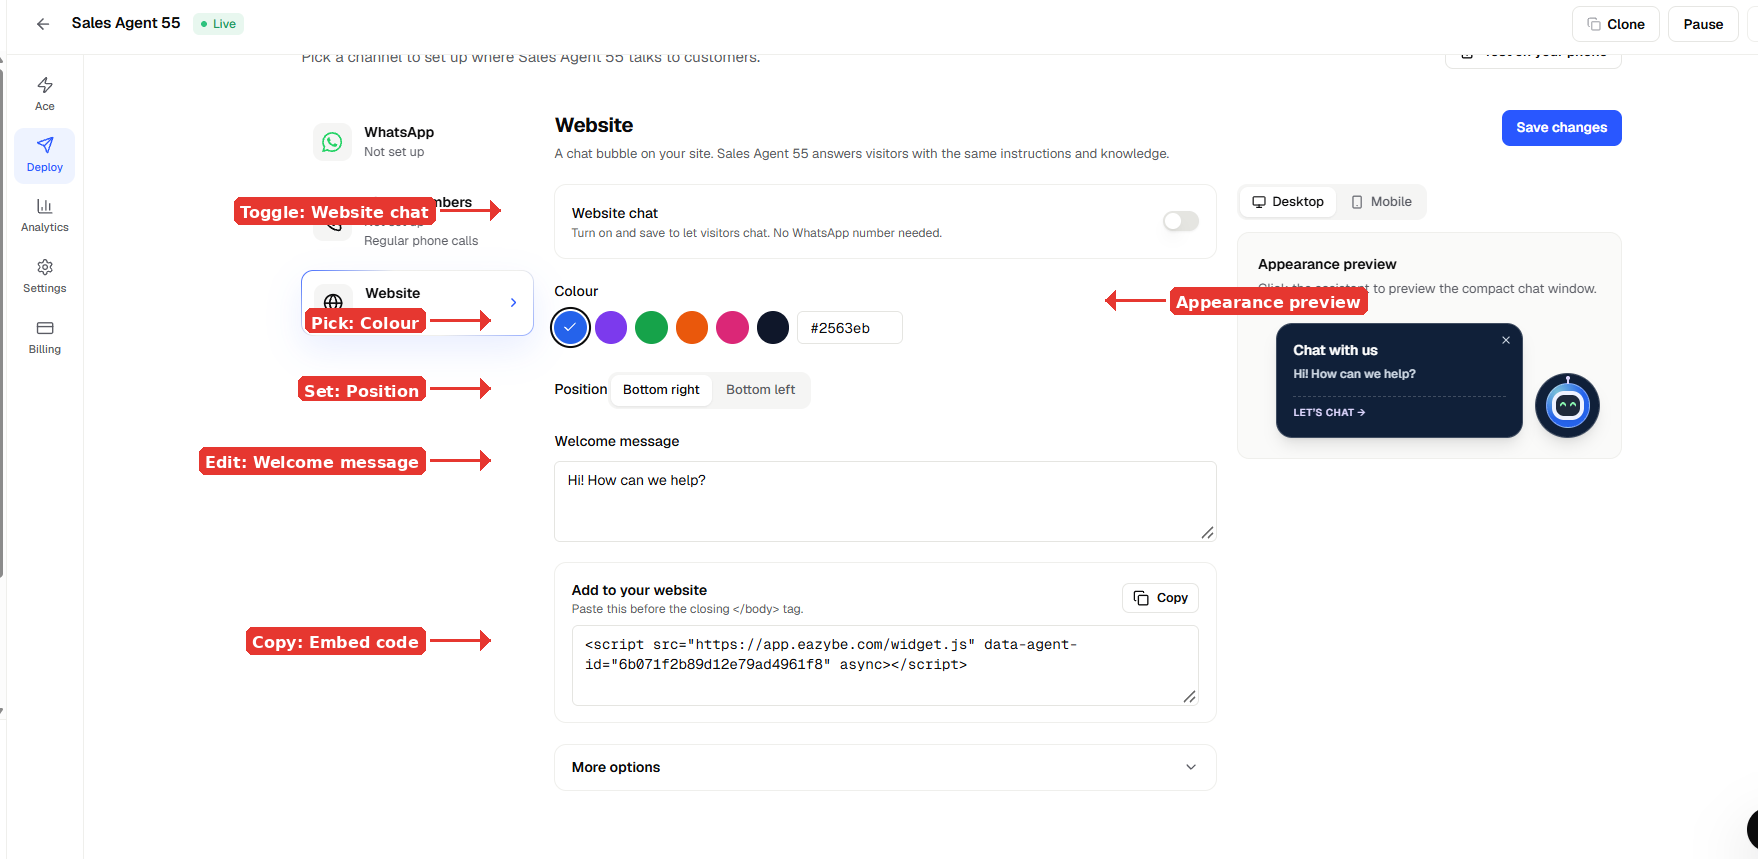 Sales Agent 55
Live
Clone
Pause
Pick a channel to set up where Sales Agent 55 talks to customers.
Ace
Deploy
Analytics
Settings
Billing
WhatsApp
Not set up
Toggle: Website chat
Regular phone calls
Website
Pick: Colour
Set: Position
Edit: Welcome message
Copy: Embed code
Website
A chat bubble on your site. Sales Agent 55 answers visitors with the same instructions and knowledge.
Save changes
Website chat
Turn on and save to let visitors chat. No WhatsApp number needed.
Colour
#2563eb
Position
Bottom right
Bottom left
Welcome message
Hi! How can we help?
Add to your website
Paste this before the closing </body> tag.
Copy
<script src="https://app.eazybe.com/widget.js" data-agent-
id="6b071f2b89d12e79ad4961f8" async></script>
More options
Desktop
Mobile
Appearance preview
to preview the compact chat window.
Appearance preview
Chat with us
Hi! How can we help?
LET'S CHAT →